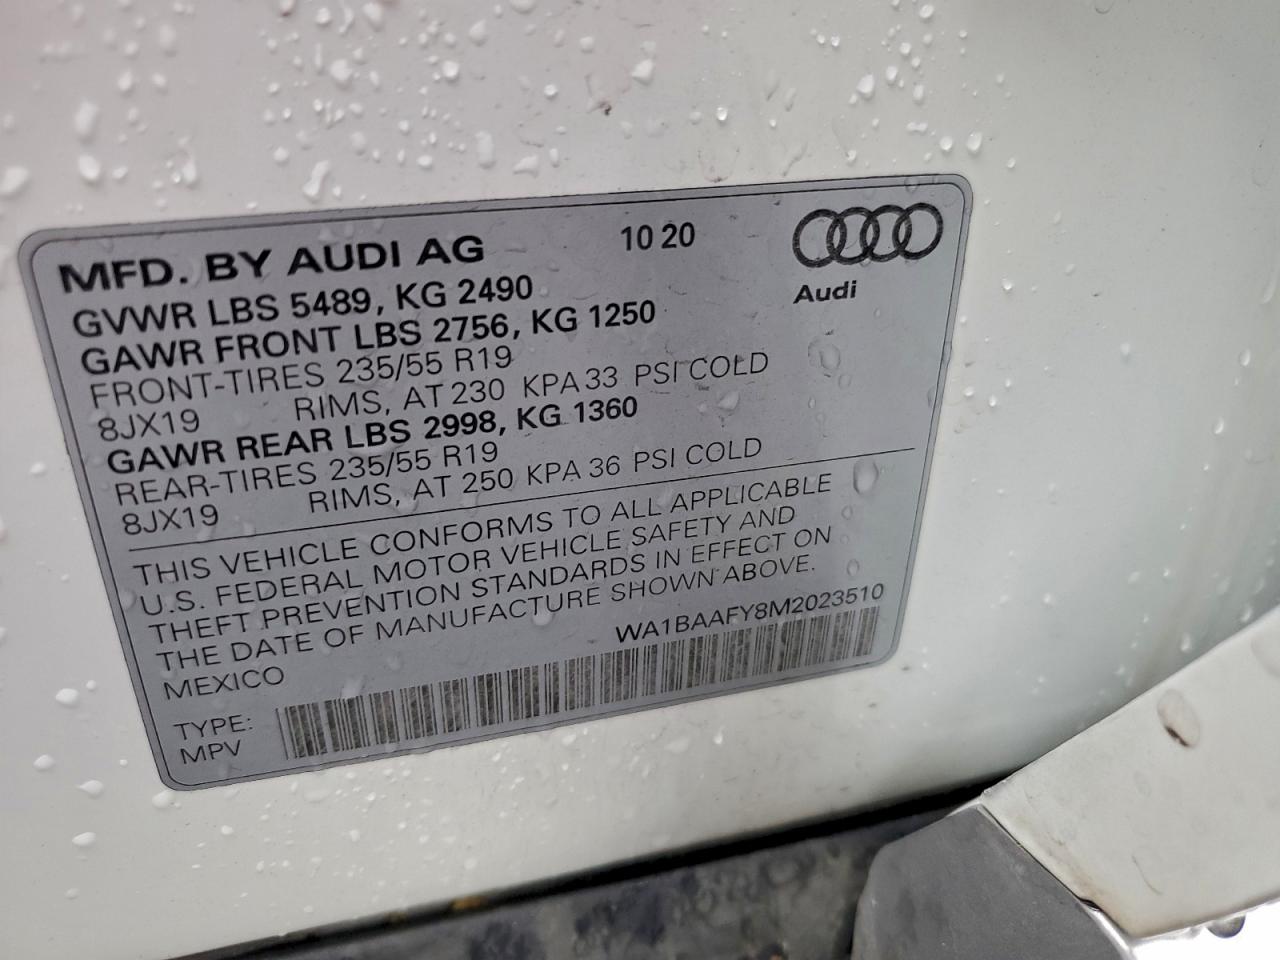 MFD. BY AUDI AG 10 20
Audi
GVWR LBS 5489, KG 2490
GAWR FRONT LBS 2756, KG 1250
FRONT-TIRES 235/55 R19
8JX19 RIMS, AT 230 KPA 33 PSI COLD
GAWR REAR LBS 2998, KG 1360
REAR-TIRES 235/55 R19
8JX19 RIMS, AT 250 KPA 36 PSI COLD
THIS VEHICLE CONFORMS TO ALL APPLICABLE
U.S. FEDERAL MOTOR VEHICLE SAFETY AND
THEFT PREVENTION STANDARDS IN EFFECT ON
THE DATE OF MANUFACTURE SHOWN ABOVE.
MEXICO WA1BAAFY8M2023510
TYPE:
MPV